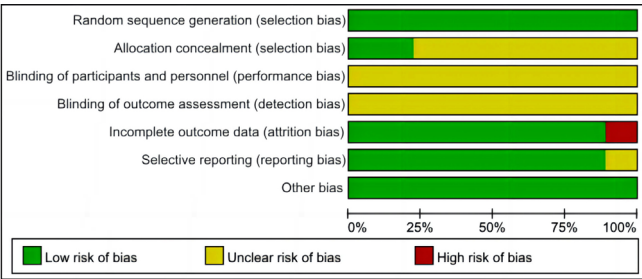 Random sequence generation (selection bias)
Allocation concealment (selection bias)
Blinding of participants and personnel (performance bias)
Blinding of outcome assessment (detection bias)
Incomplete outcome data (attrition bias)
Selective reporting (reporting bias)
Other bias
0% 25% 50% 75% 100%
Low risk of bias Unclear risk of bias High risk of bias